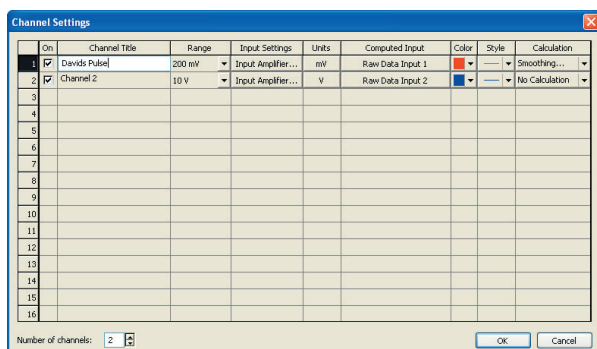 Channel Settings
On Channel Title Range Input Settings Units Computed Input Color Style Calculation
1 Davids Pulse 200 mV Input Amplifier... mV Raw Data Input 1 Smoothing...
2 Channel 2 10 V Input Amplifier... V Raw Data Input 2 No Calculation
3
4
5
6
7
8
9
10
11
12
13
14
15
16
Number of channels: 2 OK Cancel